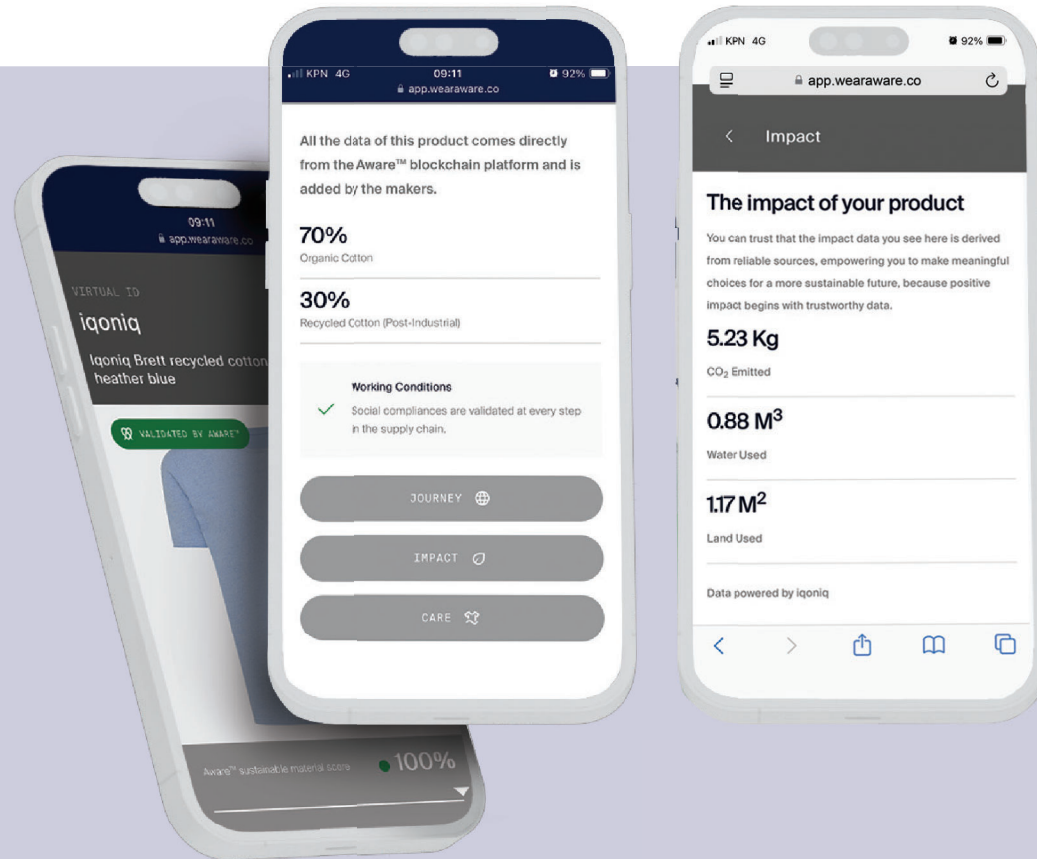 09:11
app.wearaware.co
VIRTUAL ID
iqoniq
Iqoniq Brett recycled cotton
heather blue
VALIDATED BY AWARE™
Aware™ sustainable material score
100%
KPN 4G 09:11 92%
app.wearaware.co
All the data of this product comes directly
from the Aware™ blockchain platform and is
added by the makers.
70%
Organic Cotton
30%
Recycled Cotton (Post-Industrial)
Working Conditions
Social compliances are validated at every step
in the supply chain.
JOURNEY
IMPACT
CARE
KPN 4G 92%
app.wearaware.co
Impact
The impact of your product
You can trust that the impact data you see here is derived
from reliable sources, empowering you to make meaningful
choices for a more sustainable future, because positive
impact begins with trustworthy data.
5.23 Kg
CO₂ Emitted
0.88 M³
Water Used
1.17 M²
Land Used
Data powered by iqoniq